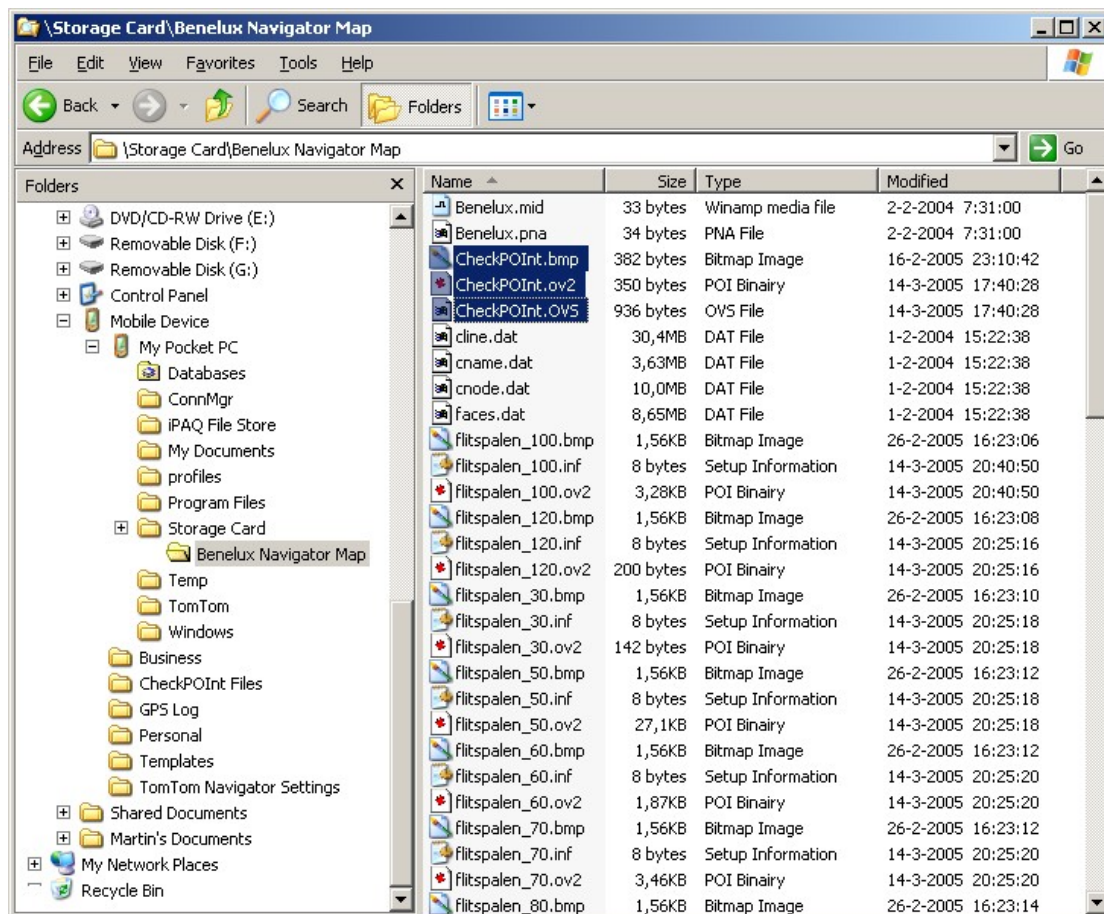 \Storage Card\Benelux Navigator Map
File Edit View Favorites Tools Help
Back Search Folders
Address \Storage Card\Benelux Navigator Map Go
Folders
DVD/CD-RW Drive (E:)
Removable Disk (F:)
Removable Disk (G:)
Control Panel
Mobile Device
My Pocket PC
Databases
ConnMgr
iPAQ File Store
My Documents
profiles
Program Files
Storage Card
Benelux Navigator Map
Temp
TomTom
Windows
Business
CheckPOInt Files
GPS Log
Personal
Templates
TomTom Navigator Settings
Shared Documents
Martin's Documents
My Network Places
Recycle Bin
Name Size Type Modified
Benelux.mid 33 bytes Winamp media file 2-2-2004 7:31:00
Benelux.pna 34 bytes PNA File 2-2-2004 7:31:00
CheckPOInt.bmp 382 bytes Bitmap Image 16-2-2005 23:10:42
CheckPOInt.ov2 350 bytes POI Binairy 14-3-2005 17:40:28
CheckPOInt.OVS 936 bytes OVS File 14-3-2005 17:40:28
cline.dat 30,4MB DAT File 1-2-2004 15:22:38
cname.dat 3,63MB DAT File 1-2-2004 15:22:38
cnode.dat 10,0MB DAT File 1-2-2004 15:22:38
faces.dat 8,65MB DAT File 1-2-2004 15:22:38
flitspalen_100.bmp 1,56KB Bitmap Image 26-2-2005 16:23:06
flitspalen_100.inf 8 bytes Setup Information 14-3-2005 20:40:50
flitspalen_100.ov2 3,28KB POI Binairy 14-3-2005 20:40:50
flitspalen_120.bmp 1,56KB Bitmap Image 26-2-2005 16:23:08
flitspalen_120.inf 8 bytes Setup Information 14-3-2005 20:25:16
flitspalen_120.ov2 200 bytes POI Binairy 14-3-2005 20:25:16
flitspalen_30.bmp 1,56KB Bitmap Image 26-2-2005 16:23:10
flitspalen_30.inf 8 bytes Setup Information 14-3-2005 20:25:18
flitspalen_30.ov2 142 bytes POI Binairy 14-3-2005 20:25:18
flitspalen_50.bmp 1,56KB Bitmap Image 26-2-2005 16:23:12
flitspalen_50.inf 8 bytes Setup Information 14-3-2005 20:25:18
flitspalen_50.ov2 27,1KB POI Binairy 14-3-2005 20:25:18
flitspalen_60.bmp 1,56KB Bitmap Image 26-2-2005 16:23:12
flitspalen_60.inf 8 bytes Setup Information 14-3-2005 20:25:20
flitspalen_60.ov2 1,87KB POI Binairy 14-3-2005 20:25:20
flitspalen_70.bmp 1,56KB Bitmap Image 26-2-2005 16:23:12
flitspalen_70.inf 8 bytes Setup Information 14-3-2005 20:25:20
flitspalen_70.ov2 3,46KB POI Binairy 14-3-2005 20:25:20
flitspalen_80.bmp 1,56KB Bitmap Image 26-2-2005 16:23:14